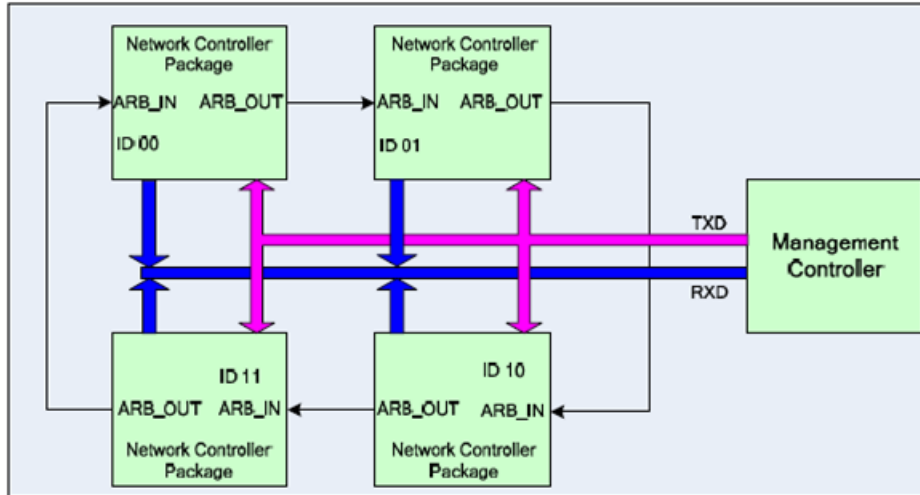 Network Controller
Package
ARB_IN ARB_OUT
ID 00
Network Controller
Package
ARB_IN ARB_OUT
ID 01
TXD
RXD
Management
Controller
ID 11
ARB_OUT ARB_IN
Network Controller
Package
ID 10
ARB_OUT ARB_IN
Network Controller
Package